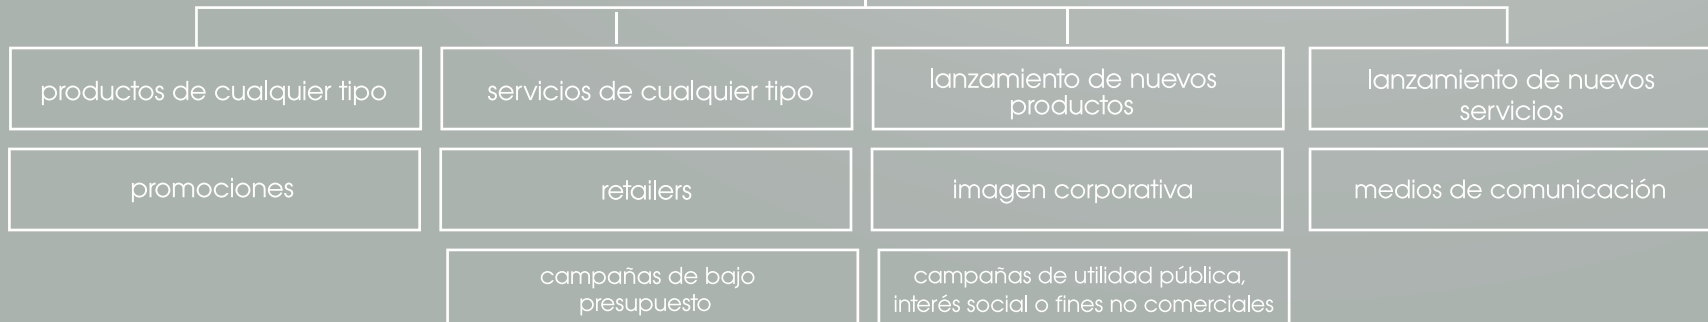 productos de cualquier tipo
servicios de cualquier tipo
lanzamiento de nuevos
productos
lanzamiento de nuevos
servicios
promociones
retailers
imagen corporativa
medios de comunicación
campañas de bajo
presupuesto
campañas de utilidad pública,
interés social o fines no comerciales